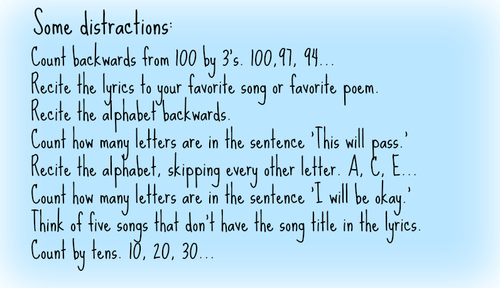 Some distractions:
Count backwards from 100 by 3's. 100, 97, 94...
Recite the lyrics to your favorite song or favorite poem.
Recite the alphabet backwards.
Count how many letters are in the sentence 'This will pass.'
Recite the alphabet, skipping every other letter. A, C, E...
Count how many letters are in the sentence 'I will be okay.'
Think of five songs that don't have the song title in the lyrics.
Count by tens. 10, 20, 30...